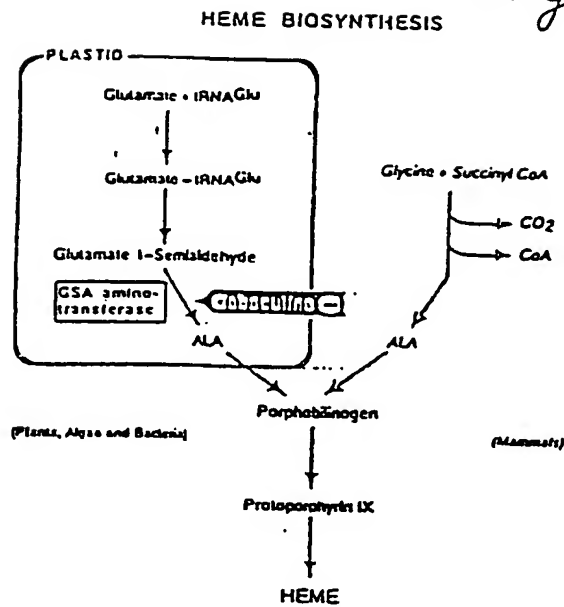 HEME BIOSYNTHESIS
PLASTID
Glutamate + tRNAGlu
Glutamate – tRNAGlu
Glycine + Succinyl CoA
CO2
Glutamate 1-Semialdehyde
CoA
GSA amino-
transferase
gabaculine –
ALA
ALA
Porphobilinogen
(Plants, Algae and Bacteria)
(Mammals)
Protoporphyrin IX
HEME